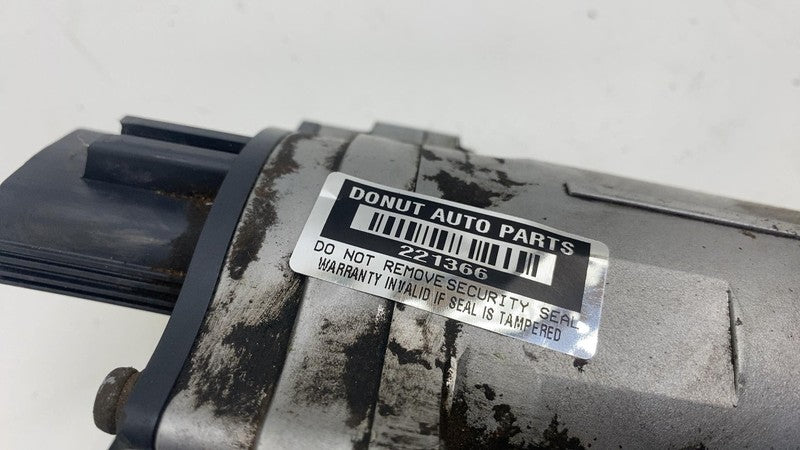 DONUT AUTO PARTS
221366
DO NOT REMOVE SECURITY SEAL
WARRANTY INVALID IF SEAL IS TAMPERED